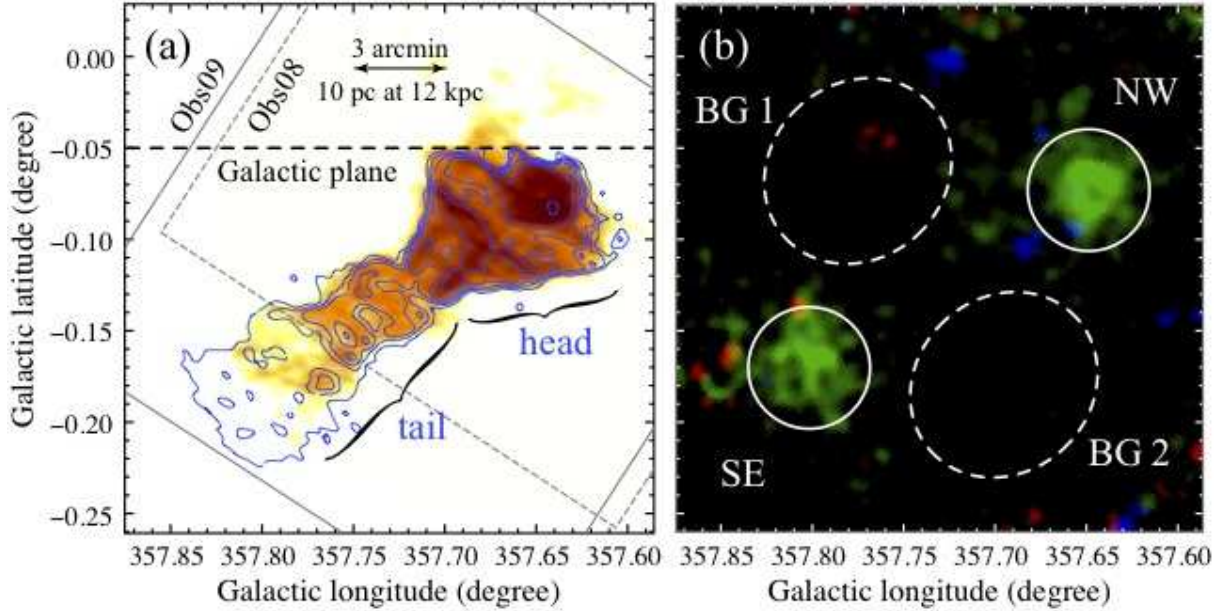 (a)
3 arcmin
10 pc at 12 kpc
Obs09
Obs08
Galactic plane
head
tail
0.00
−0.05
−0.10
−0.15
−0.20
−0.25
Galactic latitude (degree)
357.85 357.80 357.75 357.70 357.65 357.60
Galactic longitude (degree)
(b)
BG 1
NW
SE
BG 2
357.85 357.80 357.75 357.70 357.65 357.60
Galactic longitude (degree)